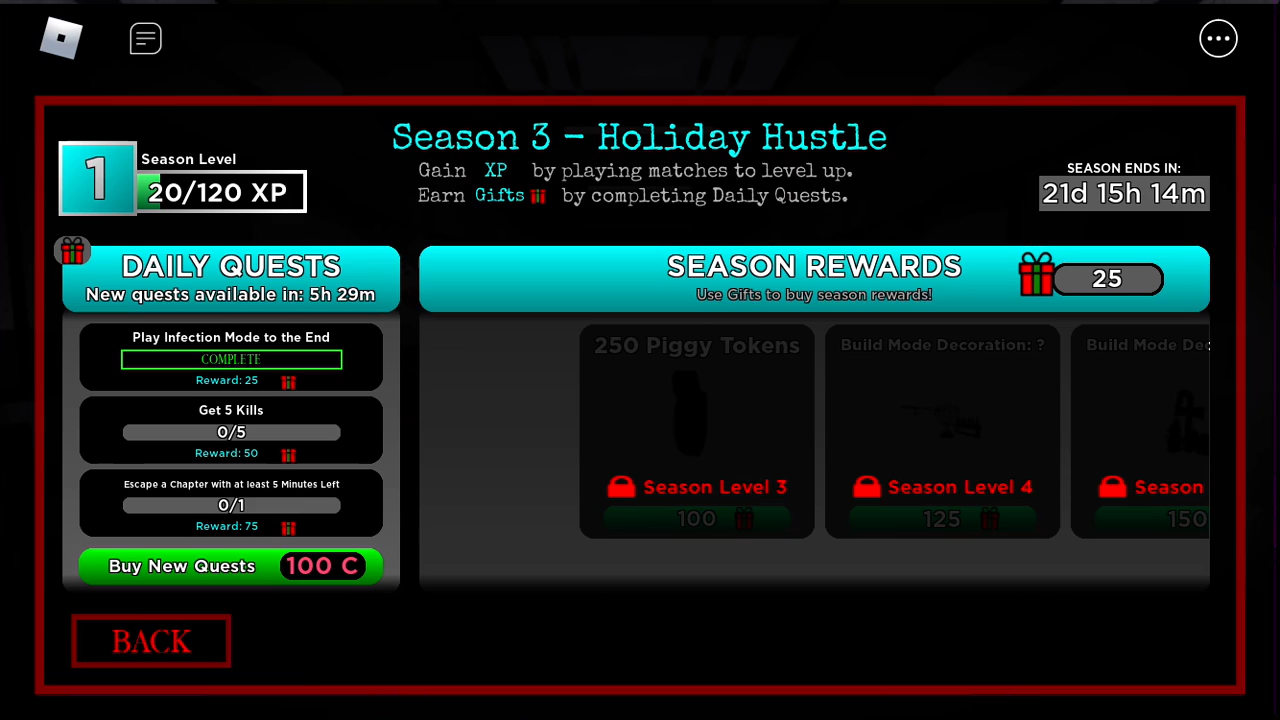 Season 3 - Holiday Hustle
Gain XP by playing matches to level up.
Earn Gifts by completing Daily Quests.
1
Season Level
20/120 XP
SEASON ENDS IN:
21d 15h 14m
DAILY QUESTS
New quests available in: 5h 29m
Play Infection Mode to the End
COMPLETE
Reward: 25
Get 5 Kills
0/5
Reward: 50
Escape a Chapter with at least 5 Minutes Left
0/1
Reward: 75
Buy New Quests 100 C
SEASON REWARDS
Use Gifts to buy season rewards!
25
250 Piggy Tokens
Season Level 3
100
Build Mode Decoration: ?
Season Level 4
125
Build Mode Dec
Season
150
BACK